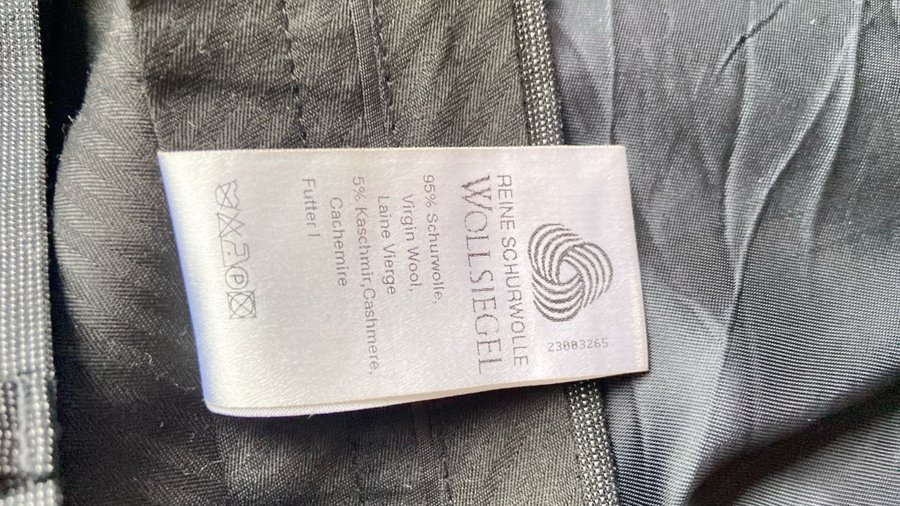 23003265
REINE SCHURWOLLE
WOLLSIEGEL
95% Schurwolle,
Virgin Wool,
Laine Vierge
5% Kaschmir,Cashmere,
Cachemire
Futter I
P